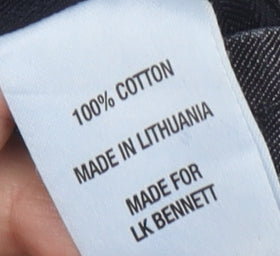 100% COTTON
MADE IN LITHUANIA
MADE FOR
LK BENNETT